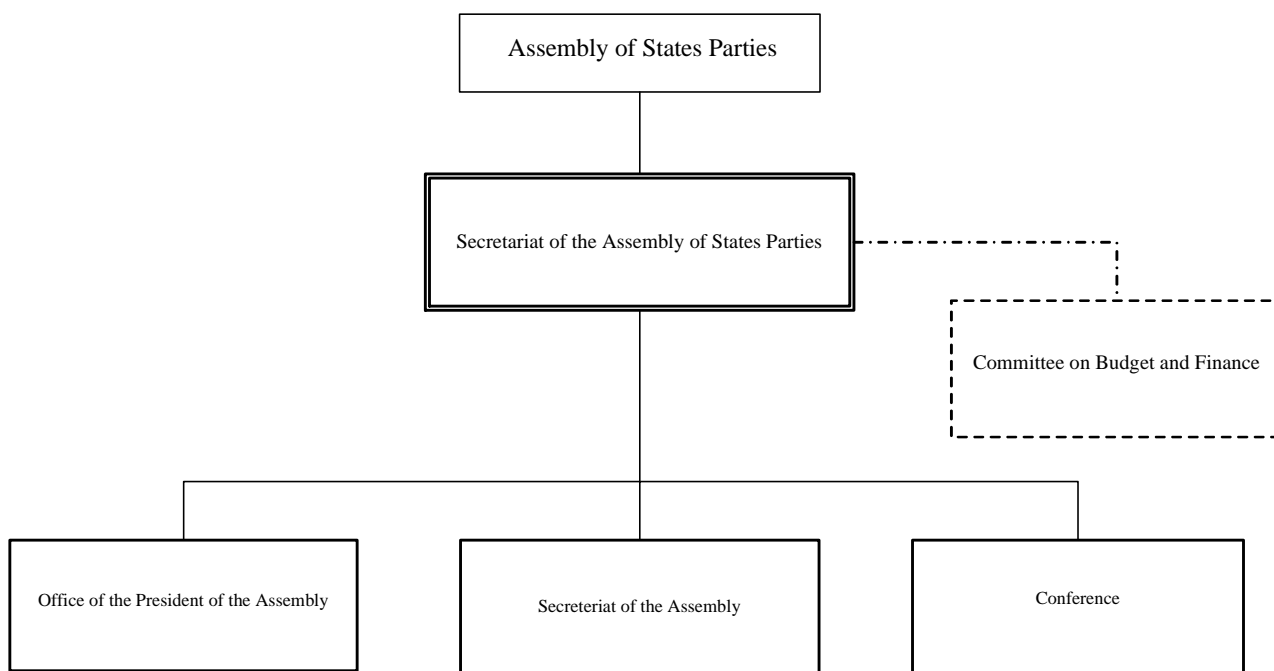 Assembly of States Parties
Secretariat of the Assembly of States Parties
Committee on Budget and Finance
Office of the President of the Assembly
Secreteriat of the Assembly
Conference